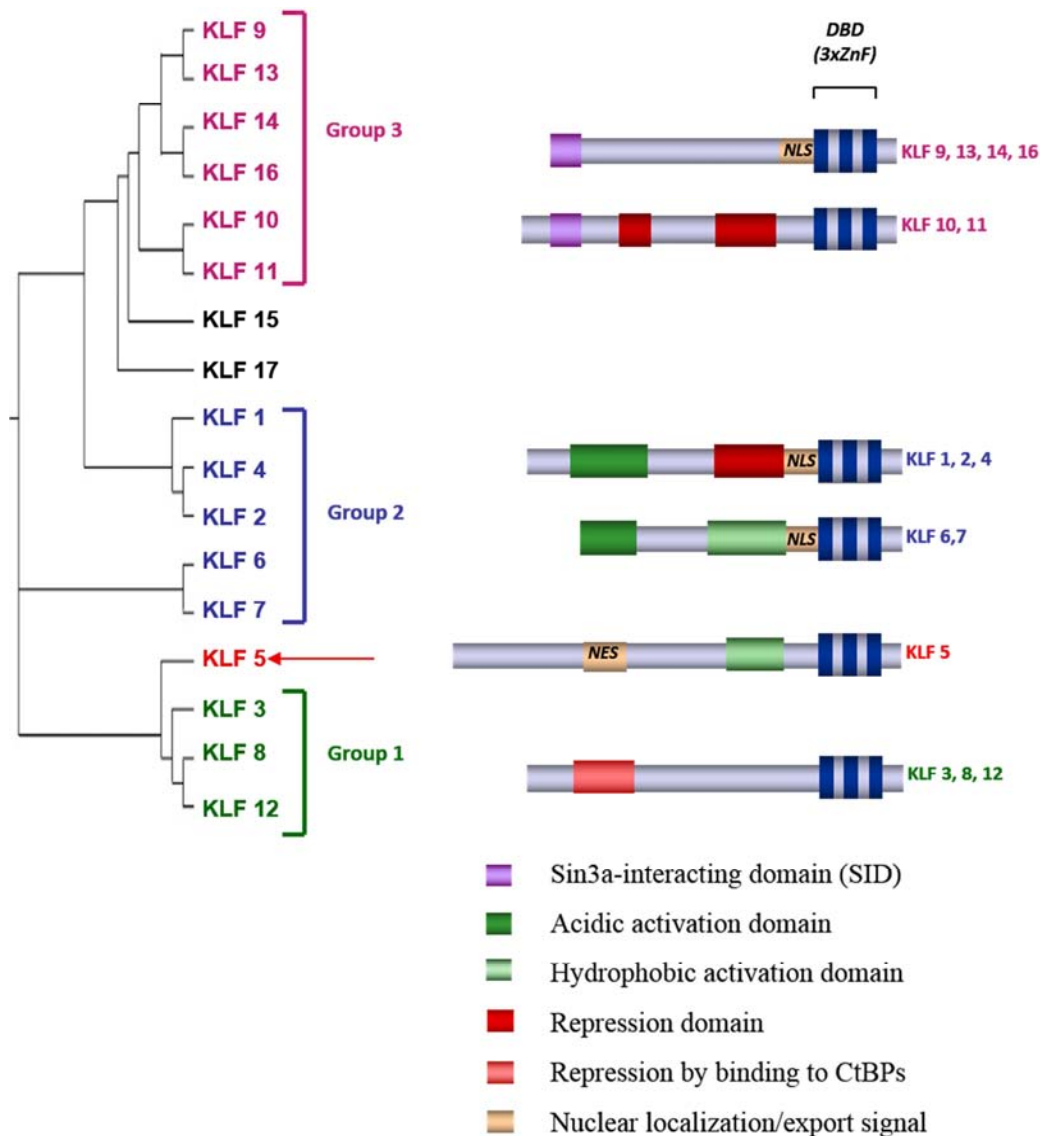 KLF 9
KLF 13
KLF 14
KLF 16
KLF 10
KLF 11
Group 3
KLF 15
KLF 17
KLF 1
KLF 4
KLF 2
KLF 6
KLF 7
Group 2
KLF 5
KLF 3
KLF 8
KLF 12
Group 1
DBD
(3xZnF)
NLS
KLF 9, 13, 14, 16
KLF 10, 11
NLS
KLF 1, 2, 4
NLS
KLF 6,7
NES
KLF 5
KLF 3, 8, 12
Sin3a-interacting domain (SID)
Acidic activation domain
Hydrophobic activation domain
Repression domain
Repression by binding to CtBPs
Nuclear localization/export signal